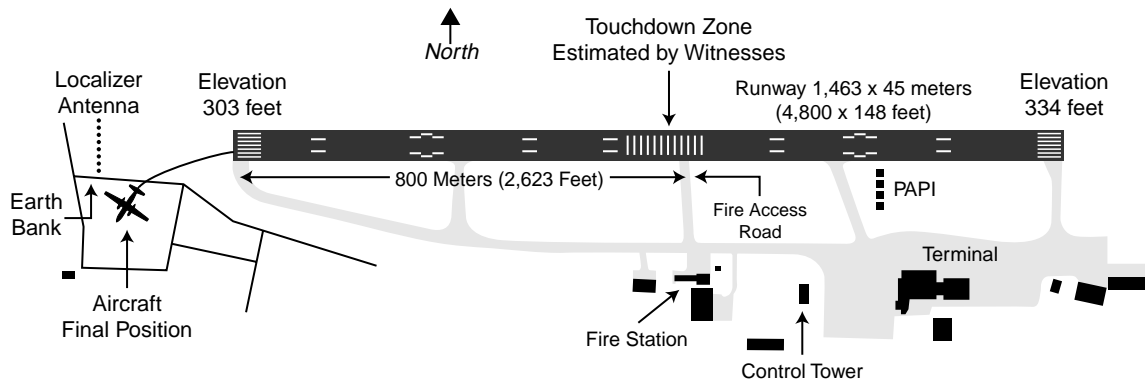 Touchdown Zone
Estimated by Witnesses
North
Localizer
Antenna
Elevation
303 feet
Runway 1,463 x 45 meters
(4,800 x 148 feet)
Elevation
334 feet
800 Meters (2,623 Feet)
Earth
Bank
Fire Access
Road
PAPI
Terminal
Aircraft
Final Position
Fire Station
Control Tower